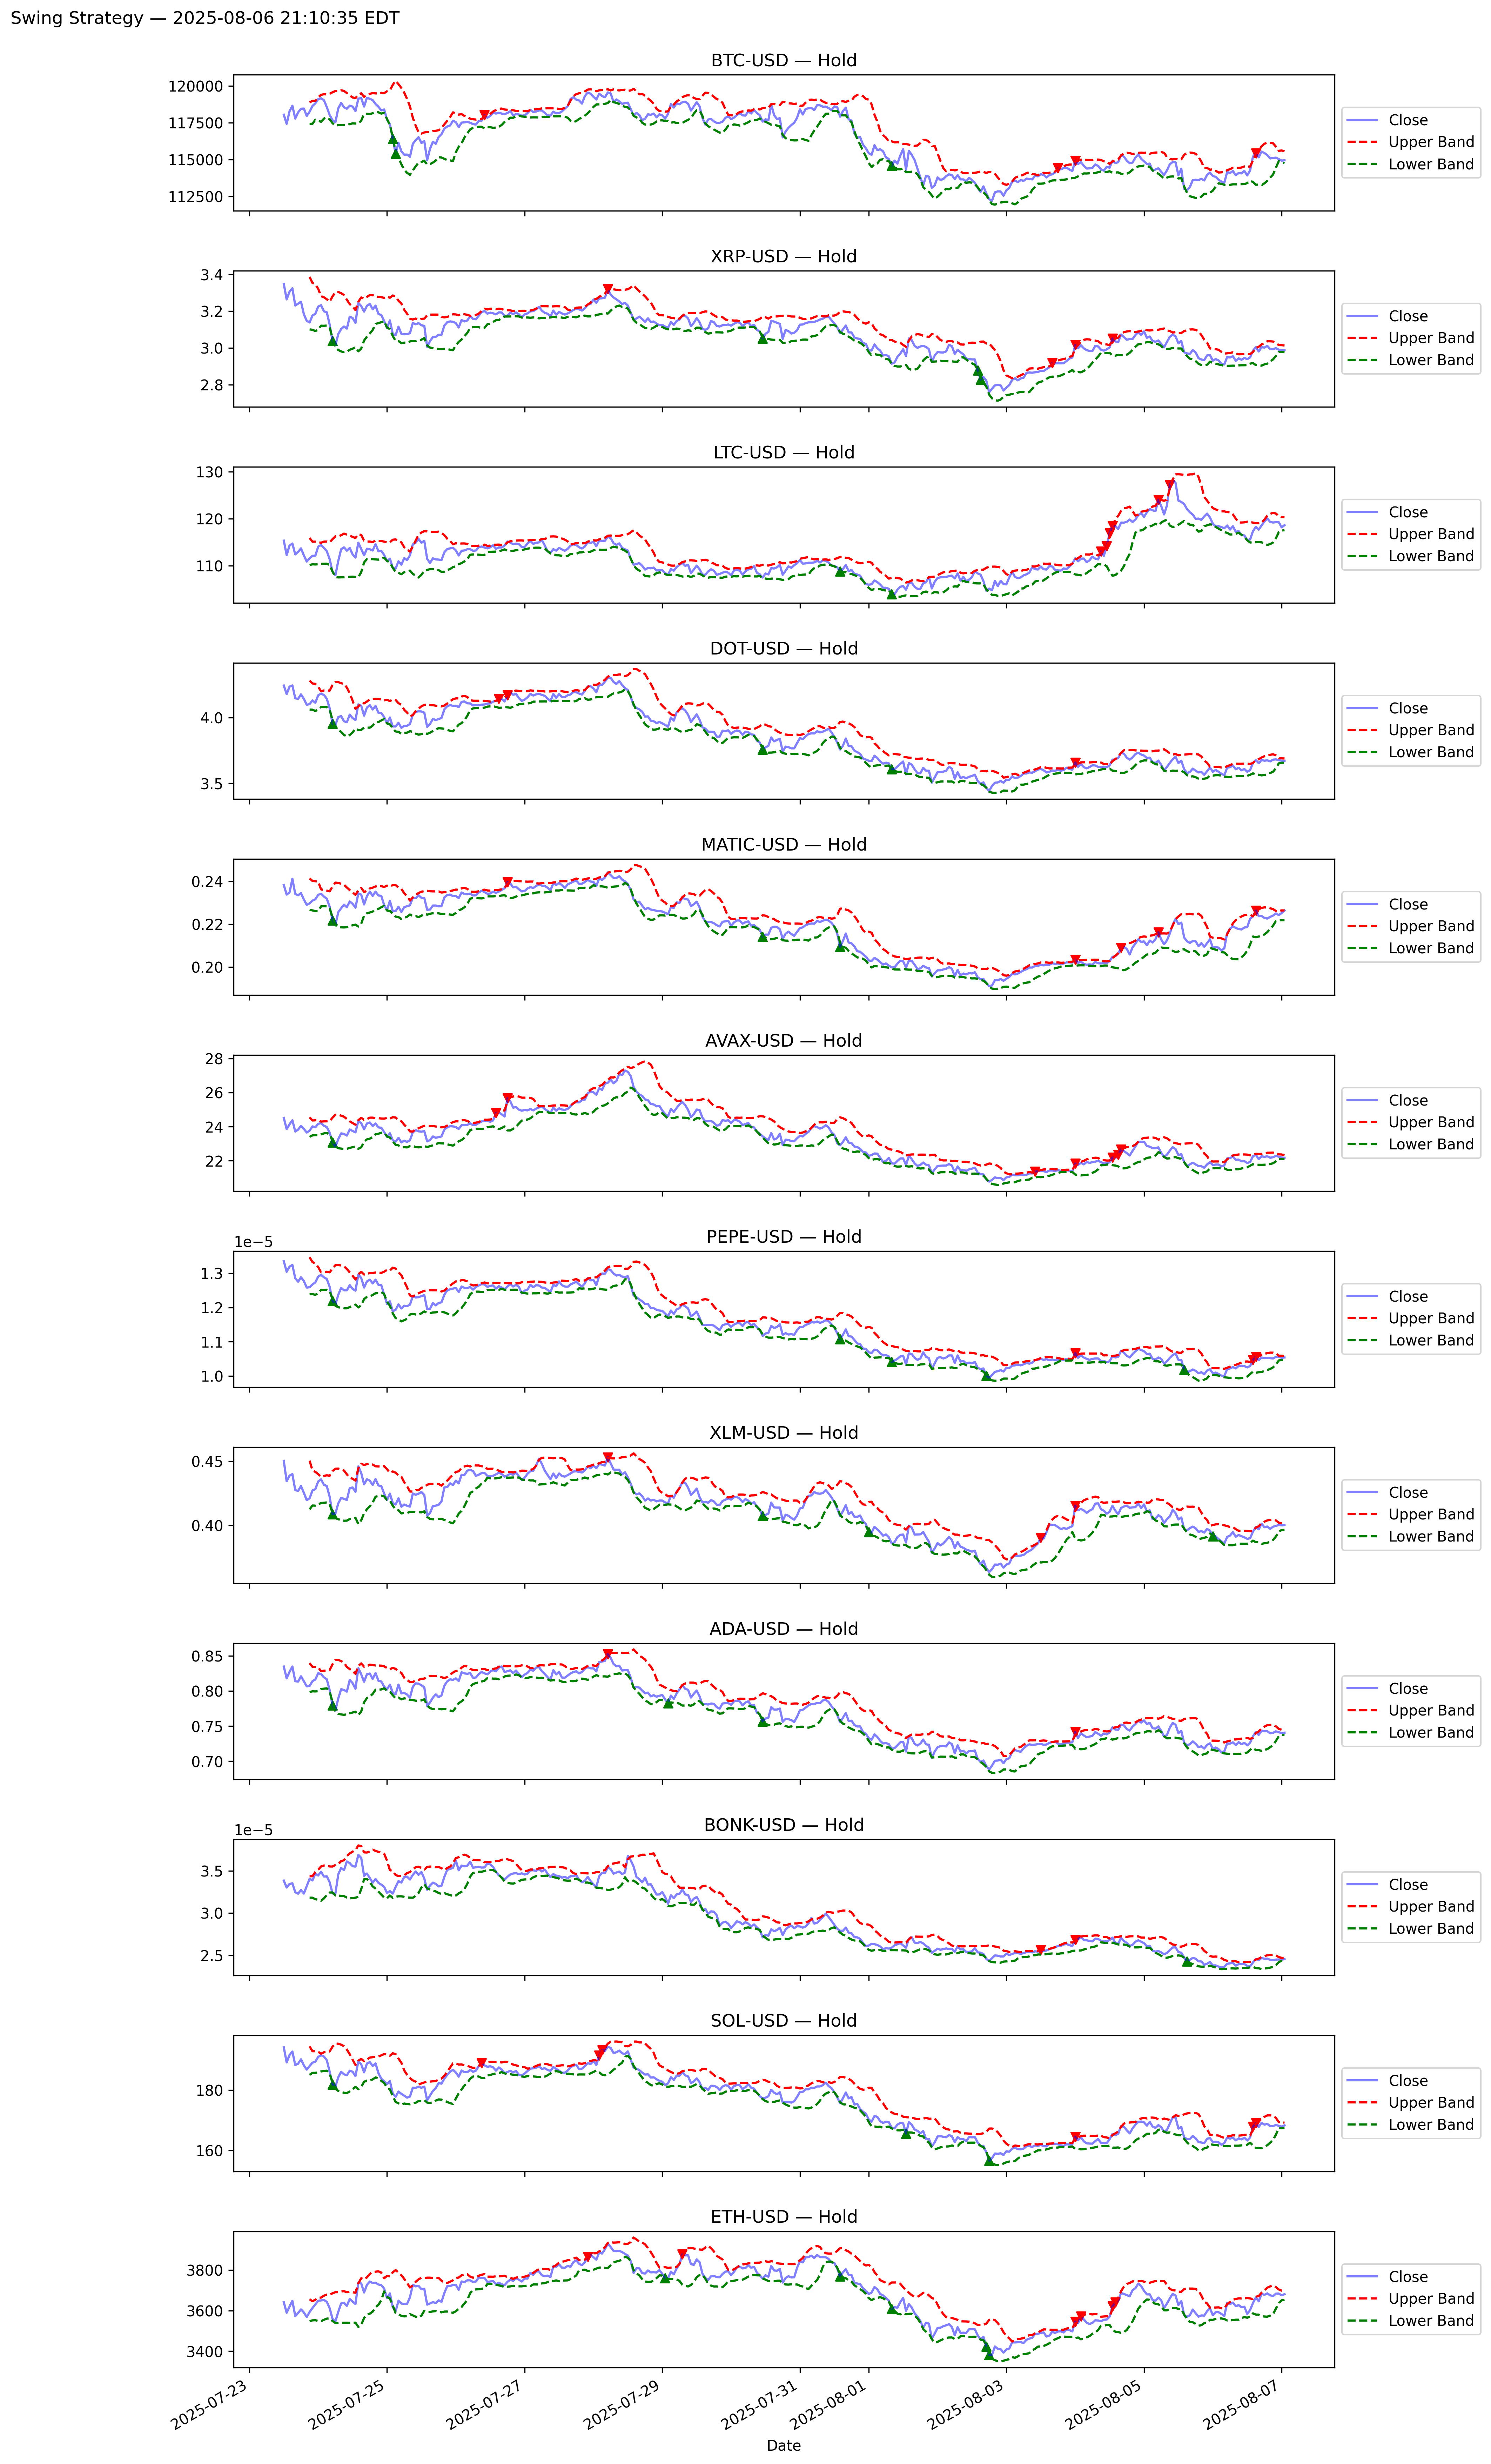 Swing Strategy — 2025-08-06 21:10:35 EDT
BTC-USD — Hold
120000
117500
115000
112500
Close
Upper Band
Lower Band
XRP-USD — Hold
3.4
3.2
3.0
2.8
Close
Upper Band
Lower Band
LTC-USD — Hold
130
120
110
Close
Upper Band
Lower Band
DOT-USD — Hold
4.0
3.5
Close
Upper Band
Lower Band
MATIC-USD — Hold
0.24
0.22
0.20
Close
Upper Band
Lower Band
AVAX-USD — Hold
28
26
24
22
Close
Upper Band
Lower Band
PEPE-USD — Hold
1e−5
1.3
1.2
1.1
1.0
Close
Upper Band
Lower Band
XLM-USD — Hold
0.45
0.40
Close
Upper Band
Lower Band
ADA-USD — Hold
0.85
0.80
0.75
0.70
Close
Upper Band
Lower Band
BONK-USD — Hold
1e−5
3.5
3.0
2.5
Close
Upper Band
Lower Band
SOL-USD — Hold
180
160
Close
Upper Band
Lower Band
ETH-USD — Hold
3800
3600
3400
Close
Upper Band
Lower Band
2025-07-23
2025-07-25
2025-07-27
2025-07-29
2025-07-31
2025-08-01
2025-08-03
2025-08-05
2025-08-07
Date